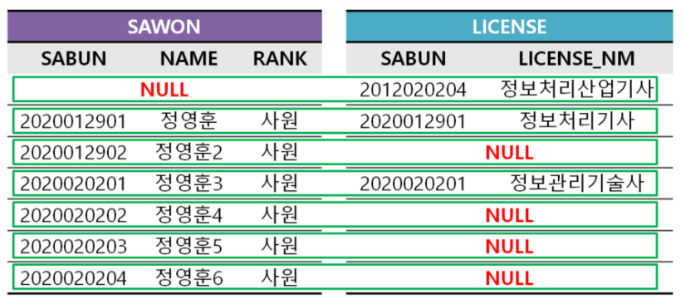 SAWON LICENSE
SABUN NAME RANK SABUN LICENSE_NM
NULL 2012020204 정보처리산업기사
2020012901 정영훈 사원 2020012901 정보처리기사
2020012902 정영훈2 사원 NULL
2020020201 정영훈3 사원 2020020201 정보관리기술사
2020020202 정영훈4 사원 NULL
2020020203 정영훈5 사원 NULL
2020020204 정영훈6 사원 NULL